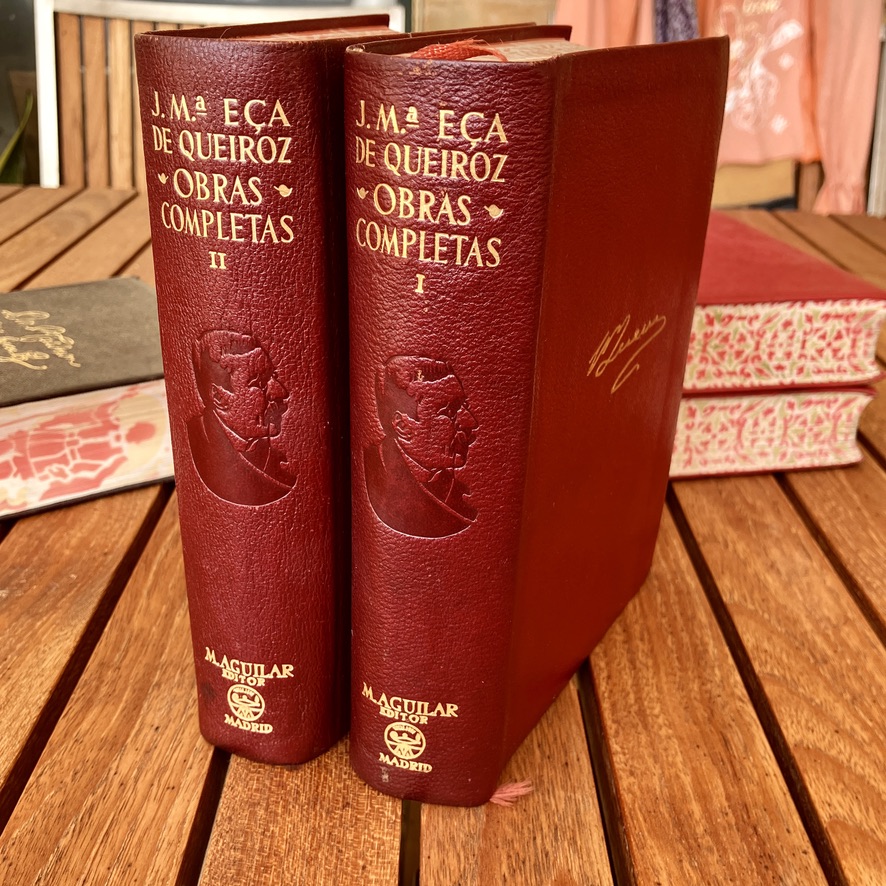 J. M.ª EÇA
DE QUEIROZ
OBRAS
COMPLETAS
II
M. AGUILAR
EDITOR
MADRID
J. M.ª EÇA
DE QUEIROZ
OBRAS
COMPLETAS
I
M. AGUILAR
EDITOR
MADRID